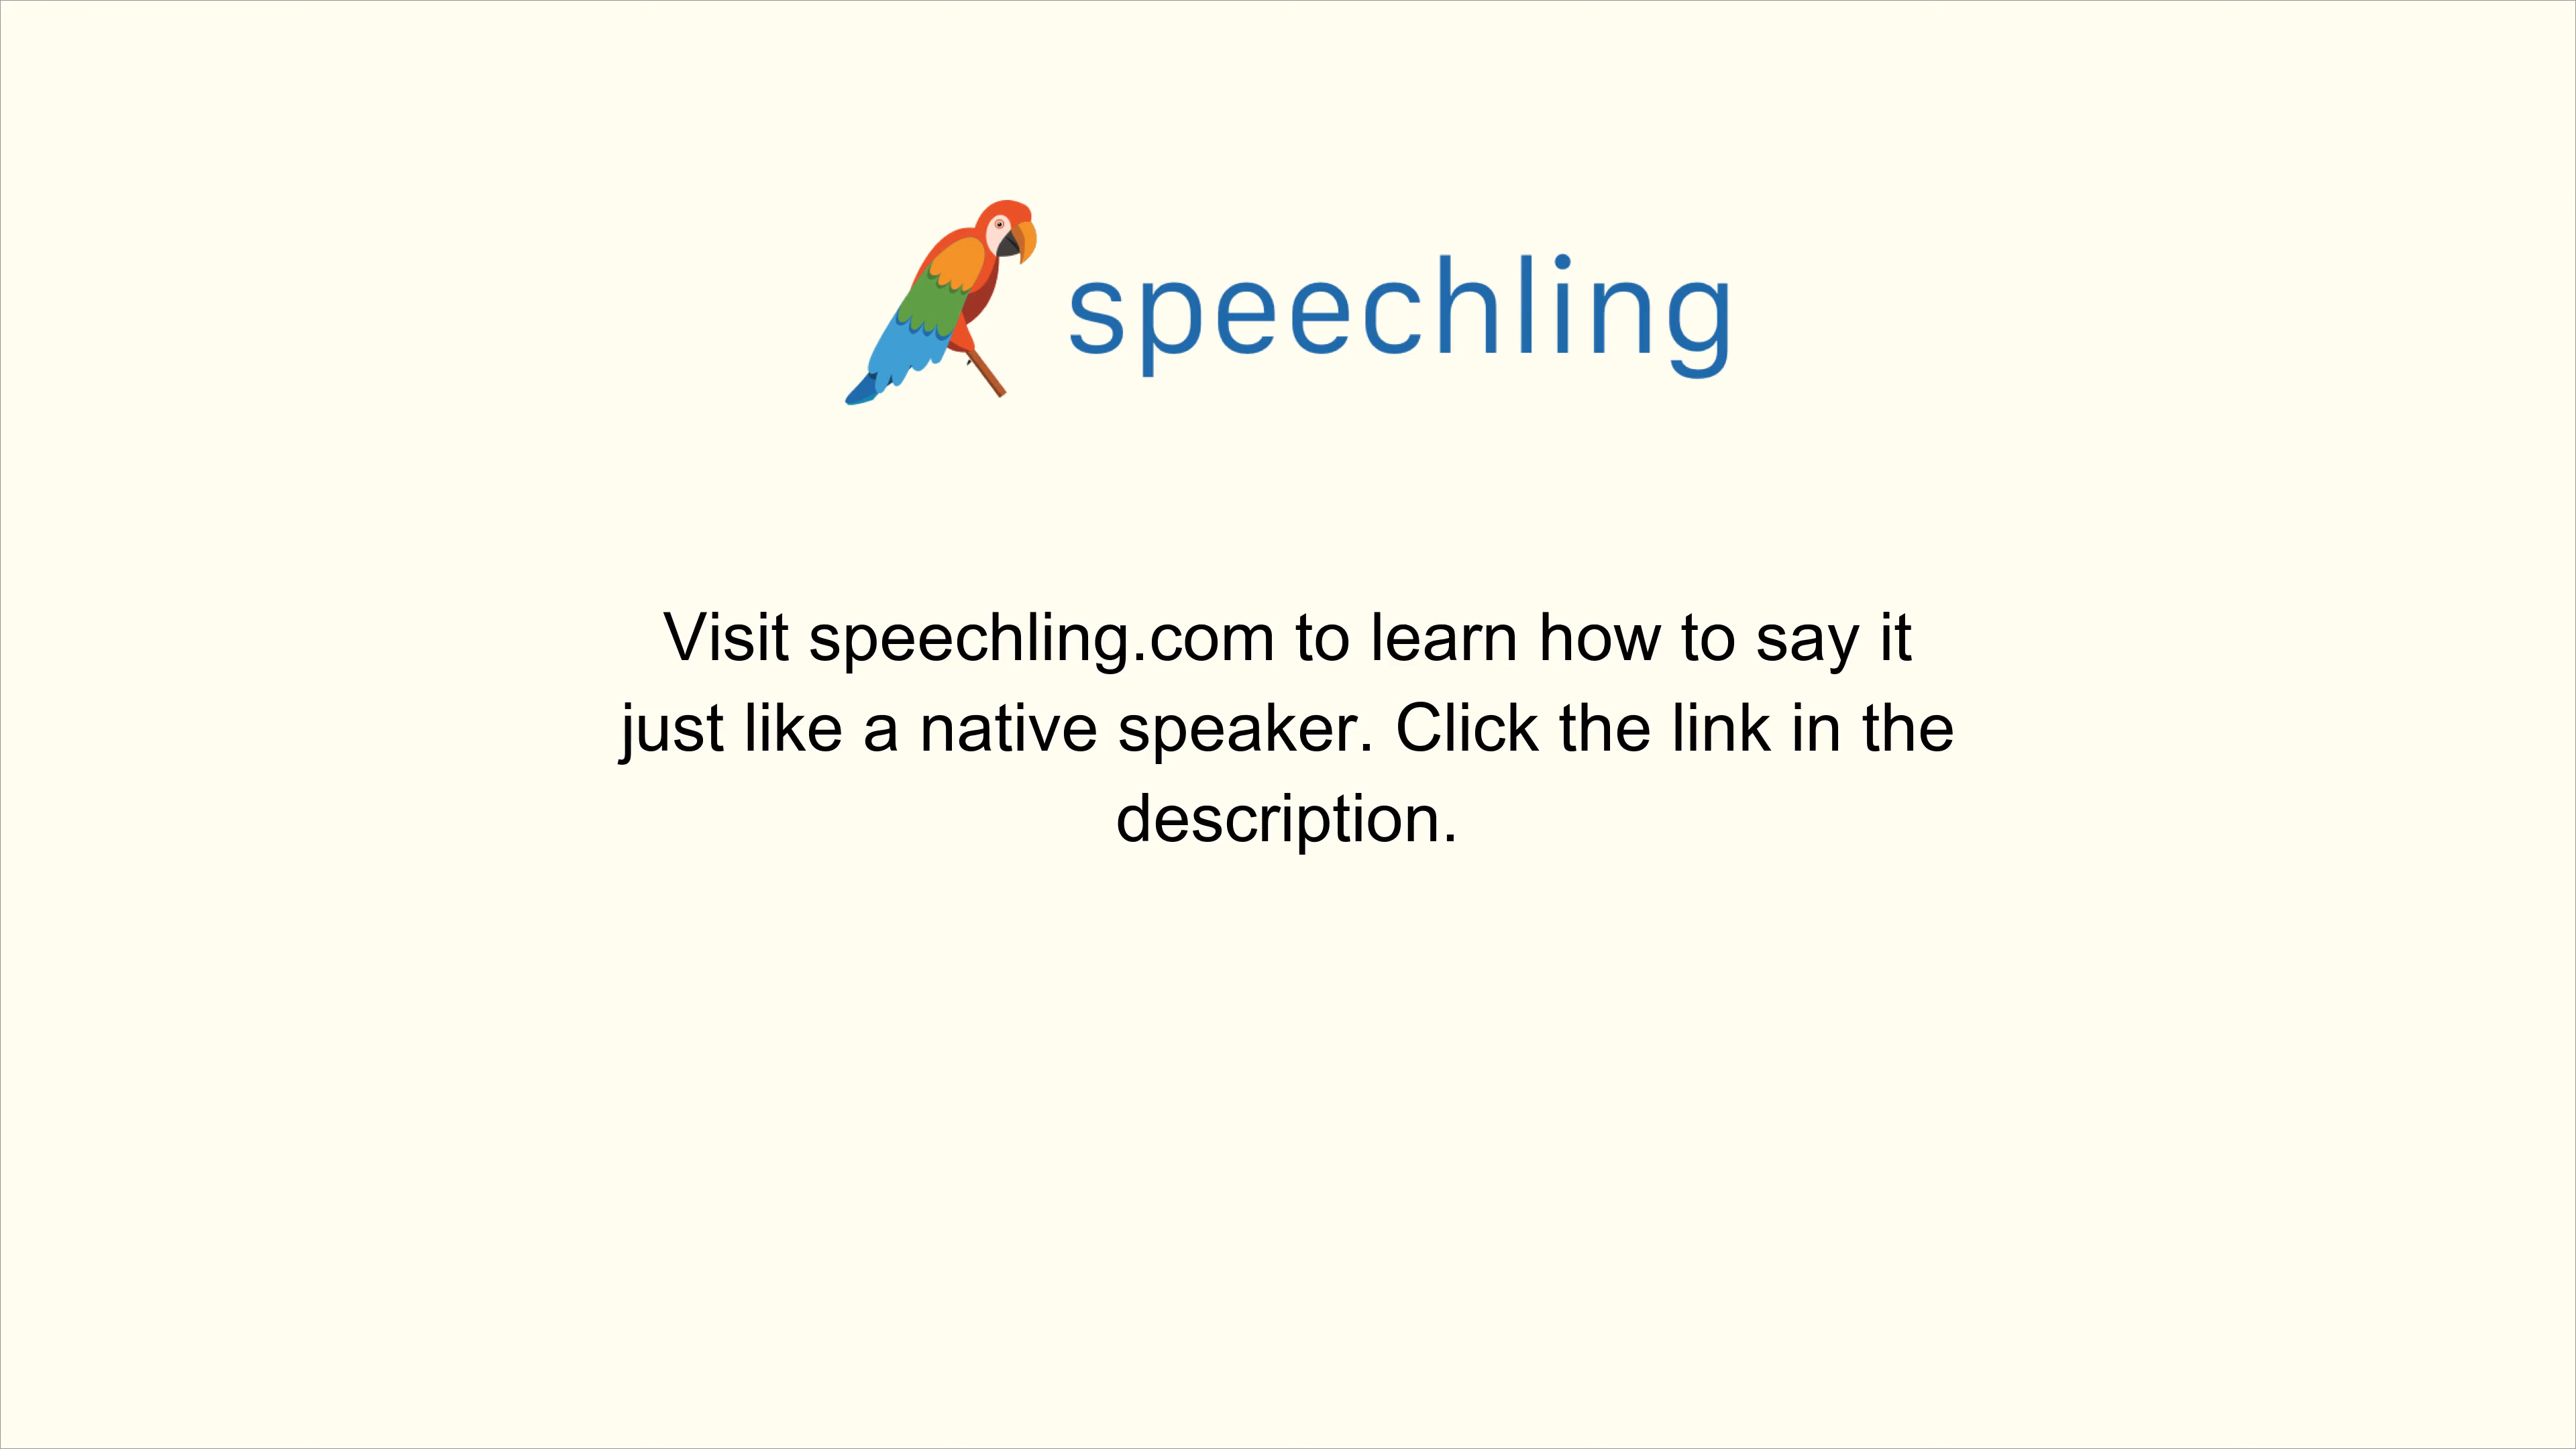 speechling
Visit speechling.com to learn how to say it
just like a native speaker. Click the link in the
description.